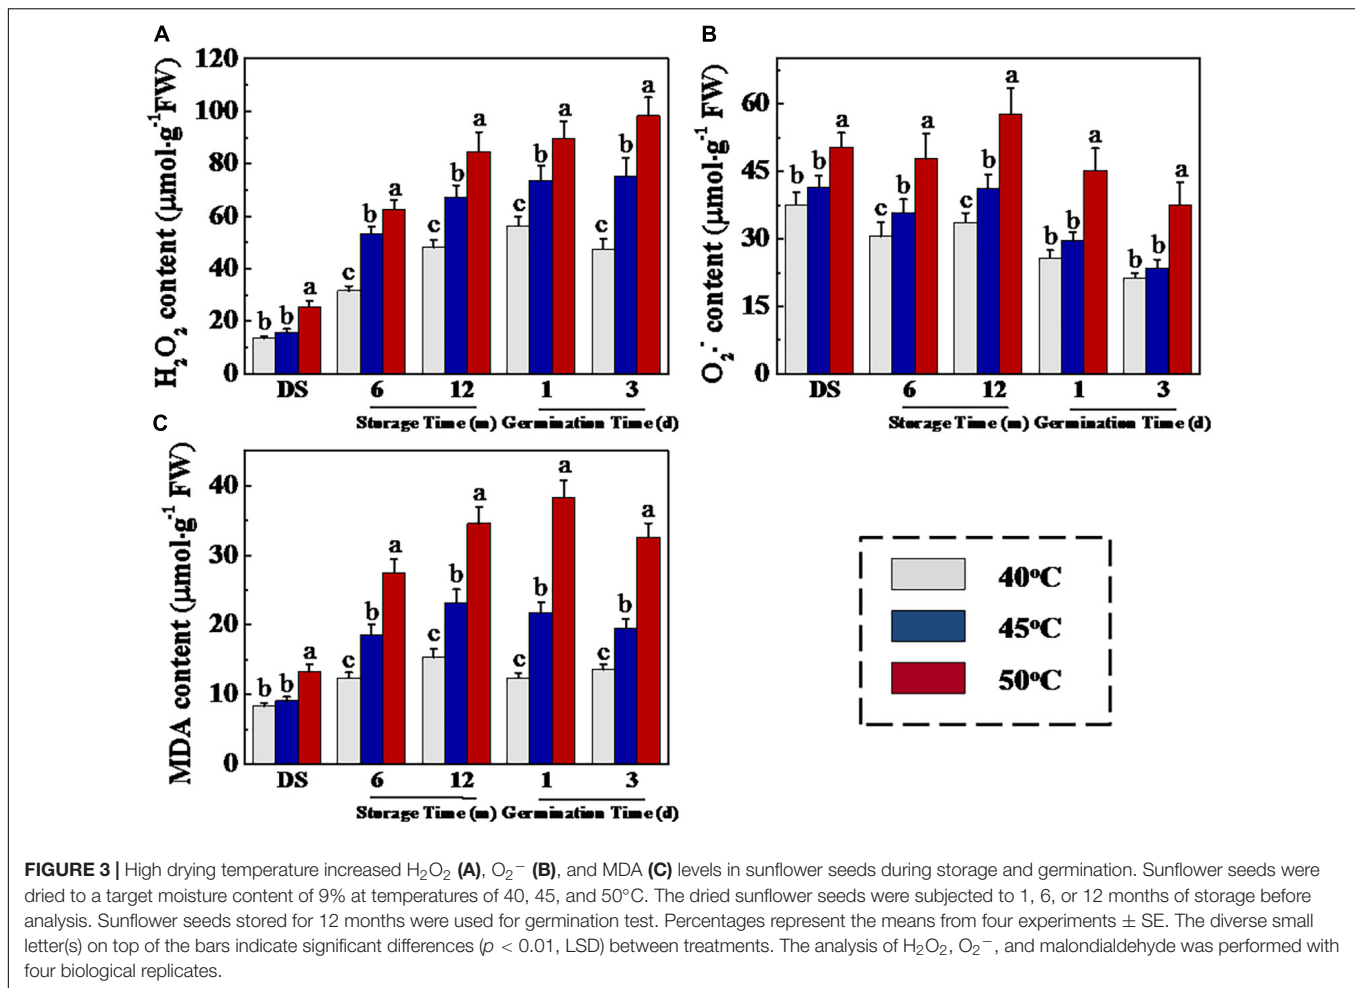 A
H₂O₂ content (μmol·g⁻¹FW)
120
100
80
60
40
20
0
b b a
c b a
c b a
c b a
c b a
DS 6 12 1 3
Storage Time (m) Germination Time (d)
B
O₂·⁻ content (μmol·g⁻¹ FW)
60
45
30
15
0
b b a
c b a
c b a
b b a
b b a
DS 6 12 1 3
Storage Time (m) Germination Time (d)
C
MDA content (μmol·g⁻¹ FW)
40
30
20
10
0
b b a
c b a
c b a
c b a
c b a
DS 6 12 1 3
Storage Time (m) Germination Time (d)
40°C
45°C
50°C
FIGURE 3 | High drying temperature increased H₂O₂ (A), O₂⁻ (B), and MDA (C) levels in sunflower seeds during storage and germination. Sunflower seeds were
dried to a target moisture content of 9% at temperatures of 40, 45, and 50°C. The dried sunflower seeds were subjected to 1, 6, or 12 months of storage before
analysis. Sunflower seeds stored for 12 months were used for germination test. Percentages represent the means from four experiments ± SE. The diverse small
letter(s) on top of the bars indicate significant differences (p < 0.01, LSD) between treatments. The analysis of H₂O₂, O₂⁻, and malondialdehyde was performed with
four biological replicates.